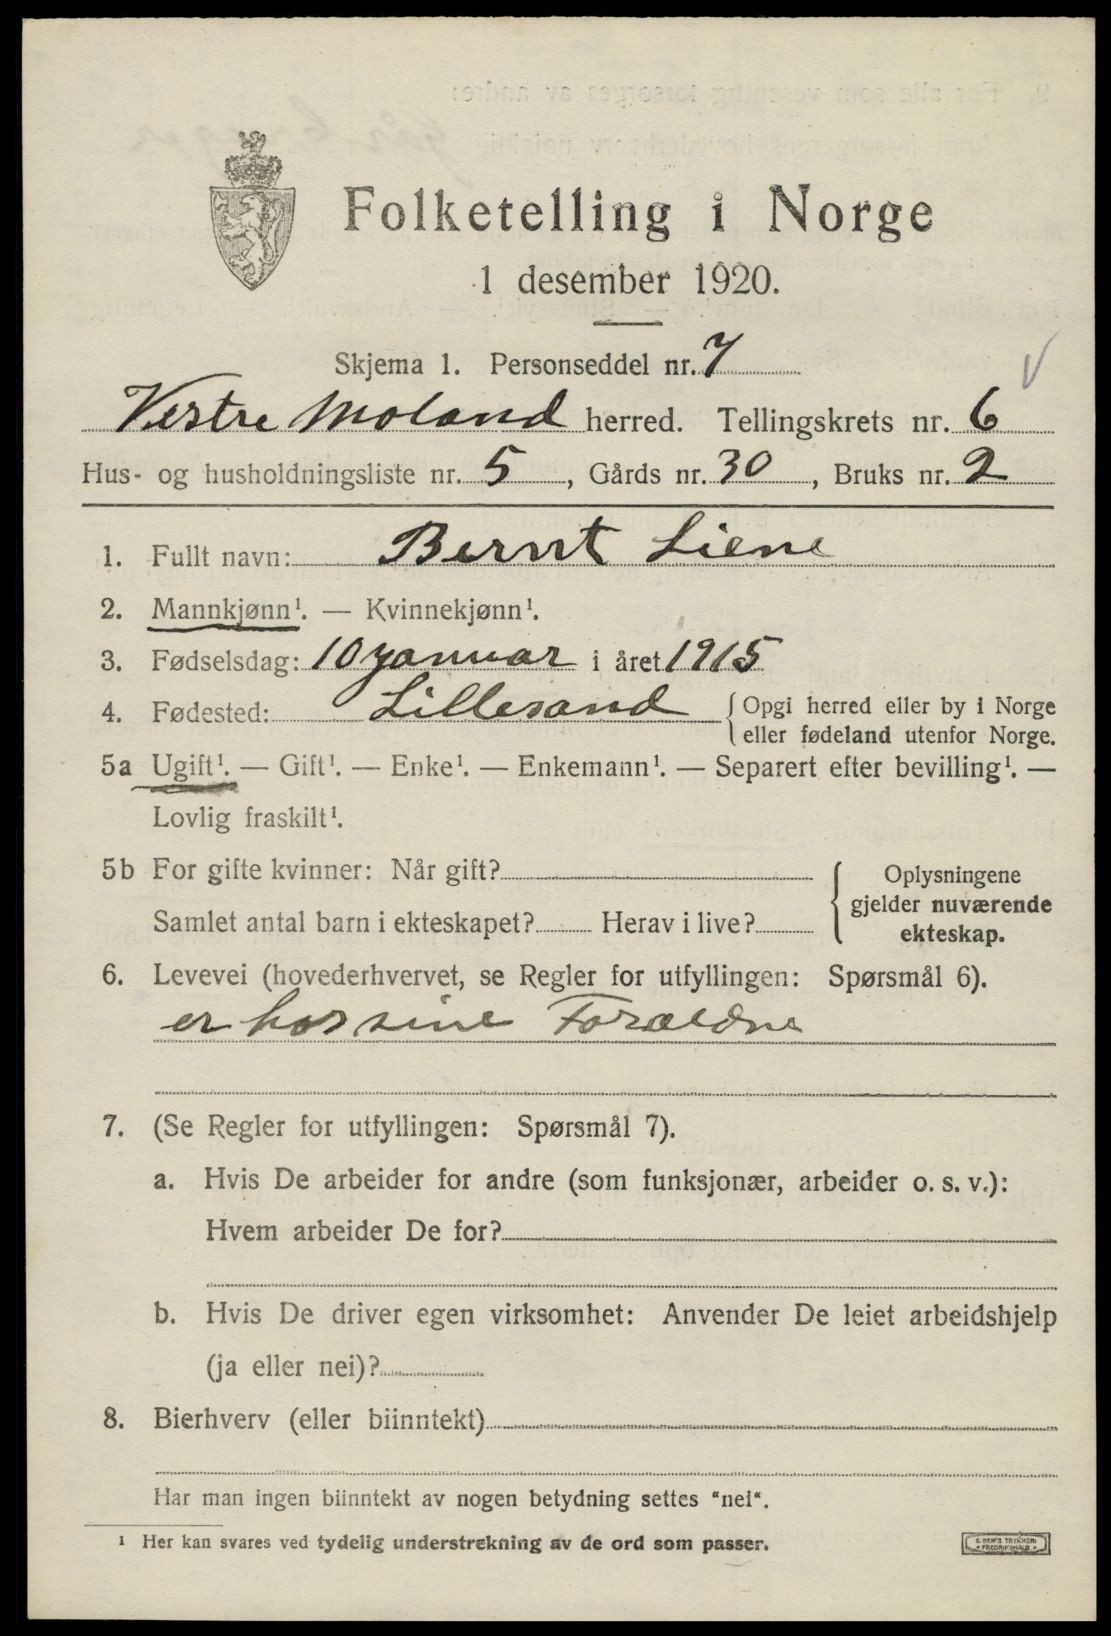 Folketelling i Norge
1 desember 1920.
Skjema 1. Personseddel nr. 7
Vestre Moland herred. Tellingskrets nr. 6
Hus- og husholdningsliste nr. 5, Gårds nr. 30, Bruks nr. 2
1. Fullt navn: Bernt Liene
2. Mannkjønn¹. — Kvinnekjønn¹.
3. Fødselsdag: 10 januar i året 1915
4. Fødested: Lillesand { Opgi herred eller by i Norge
eller fødeland utenfor Norge.
5a Ugift¹. — Gift¹. — Enke¹. — Enkemann¹. — Separert efter bevilling¹. —
Lovlig fraskilt¹.
5b For gifte kvinner: Når gift? { Oplysningene
gjelder nuværende
Samlet antal barn i ekteskapet? Herav i live?
ekteskap.
6. Levevei (hovederhvervet, se Regler for utfyllingen: Spørsmål 6).
er hos sine Forældne
7. (Se Regler for utfyllingen: Spørsmål 7).
a. Hvis De arbeider for andre (som funksjonær, arbeider o. s. v.):
Hvem arbeider De for?
b. Hvis De driver egen virksomhet: Anvender De leiet arbeidshjelp
(ja eller nei)?
8. Bierhverv (eller biinntekt)
Har man ingen biinntekt av nogen betydning settes "nei".
¹ Her kan svares ved tydelig understrekning av de ord som passer.
E. SEM'S TRYKKERI
FREDRIKSHALD